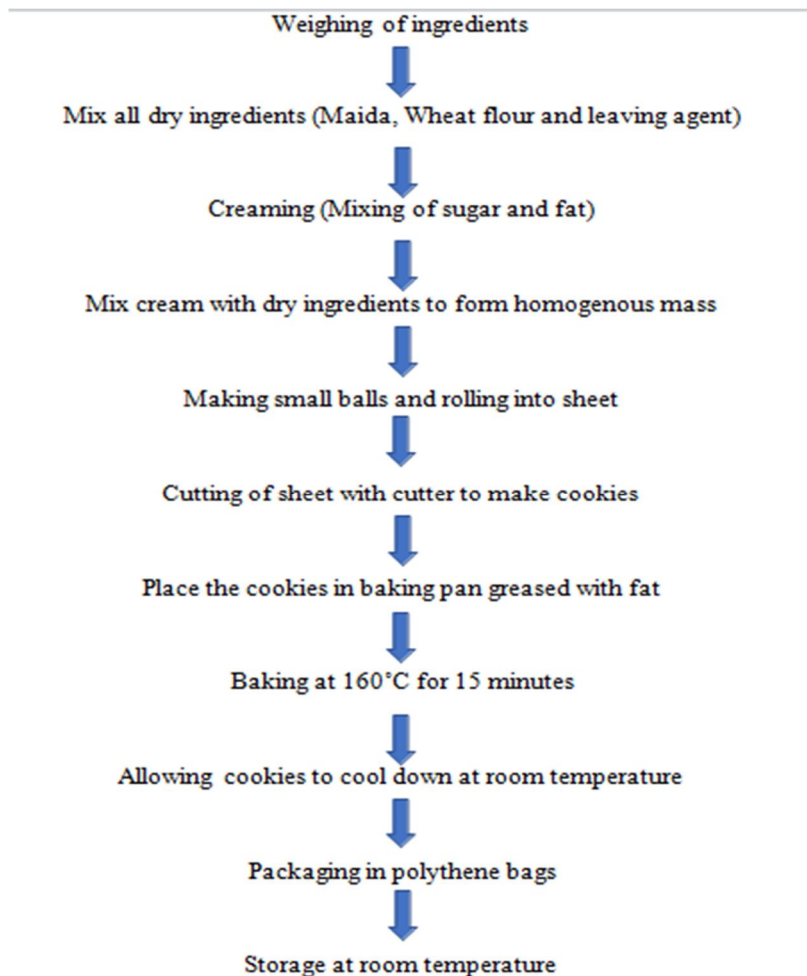 Weighing of ingredients
Mix all dry ingredients (Maida, Wheat flour and leaving agent)
Creaming (Mixing of sugar and fat)
Mix cream with dry ingredients to form homogenous mass
Making small balls and rolling into sheet
Cutting of sheet with cutter to make cookies
Place the cookies in baking pan greased with fat
Baking at 160°C for 15 minutes
Allowing cookies to cool down at room temperature
Packaging in polythene bags
Storage at room temperature